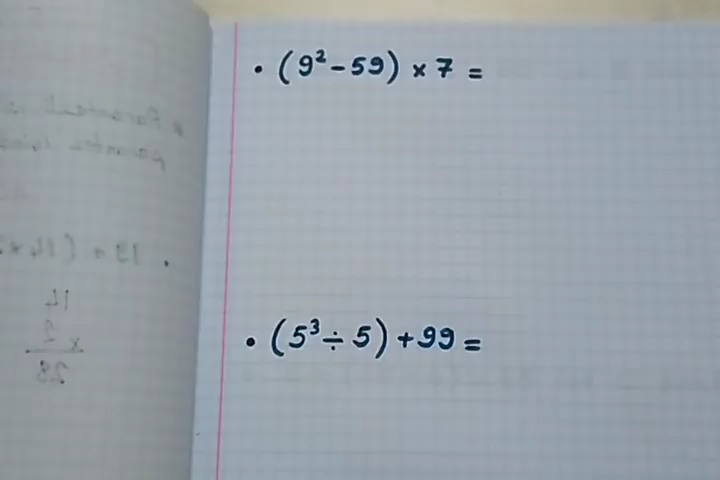 • (9² - 59) × 7 =
• (5³ ÷ 5) + 99 =